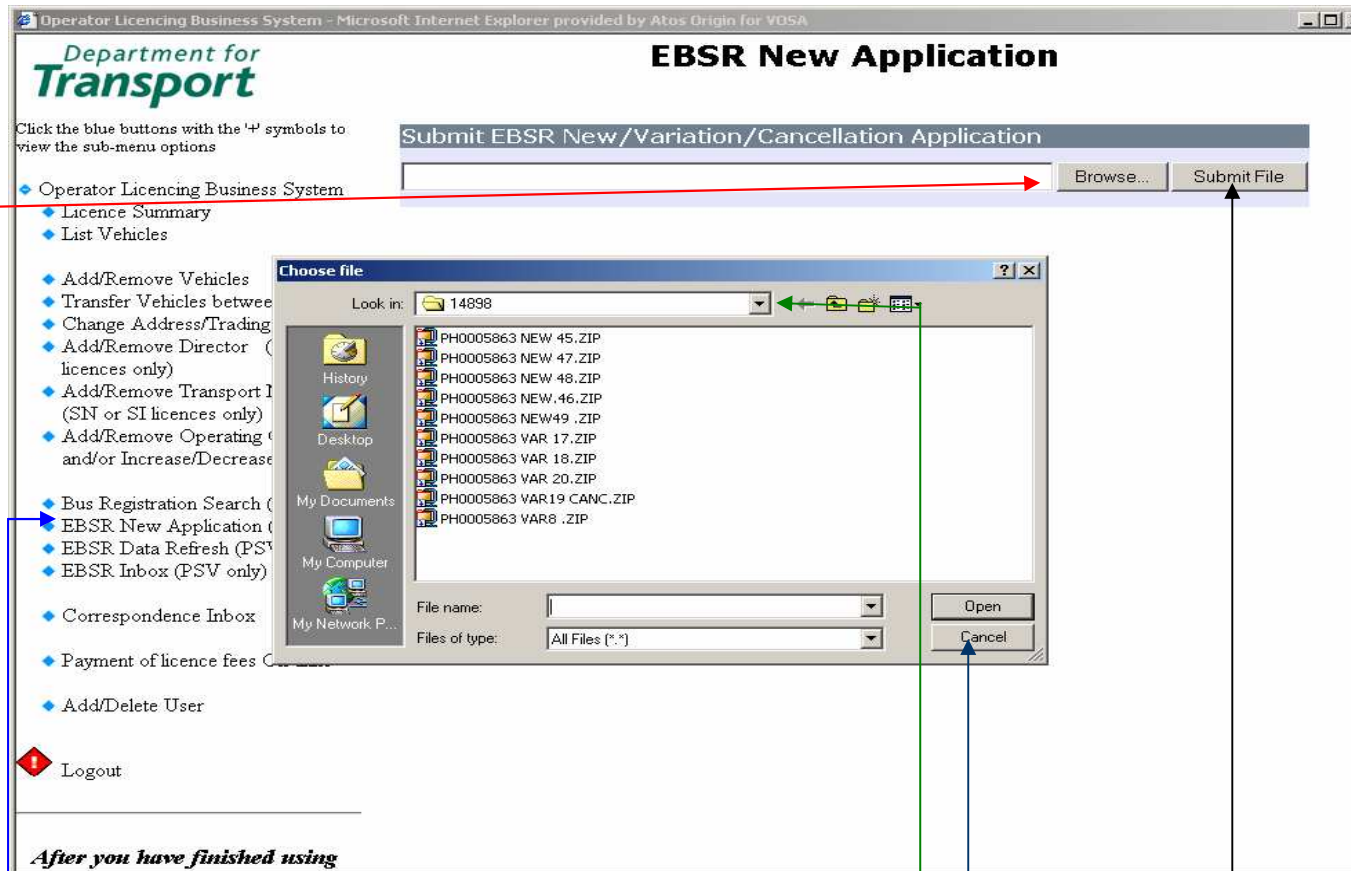 Operator Licencing Business System - Microsoft Internet Explorer provided by Atos Origin for VOSA
Department for
Transport
EBSR New Application
Click the blue buttons with the '+' symbols to
view the sub-menu options
Submit EBSR New/Variation/Cancellation Application
Browse...
Submit File
Operator Licencing Business System
Licence Summary
List Vehicles
Add/Remove Vehicles
Transfer Vehicles betwee
Change Address/Trading
Add/Remove Director (
licences only)
Add/Remove Transport
(SN or SI licences only)
Add/Remove Operating
and/or Increase/Decrease
Bus Registration Search (
EBSR New Application (
EBSR Data Refresh (PSV
EBSR Inbox (PSV only)
Correspondence Inbox
Payment of licence fees
Add/Delete User
Logout
After you have finished using
Choose file
Look in:
14898
History
Desktop
My Documents
My Computer
My Network P...
PH0005863 NEW 45.ZIP
PH0005863 NEW 47.ZIP
PH0005863 NEW 48.ZIP
PH0005863 NEW.46.ZIP
PH0005863 NEW49 .ZIP
PH0005863 VAR 17.ZIP
PH0005863 VAR 18.ZIP
PH0005863 VAR 20.ZIP
PH0005863 VAR19 CANC.ZIP
PH0005863 VAR8 .ZIP
File name:
Open
Files of type:
All Files (*.*)
Cancel